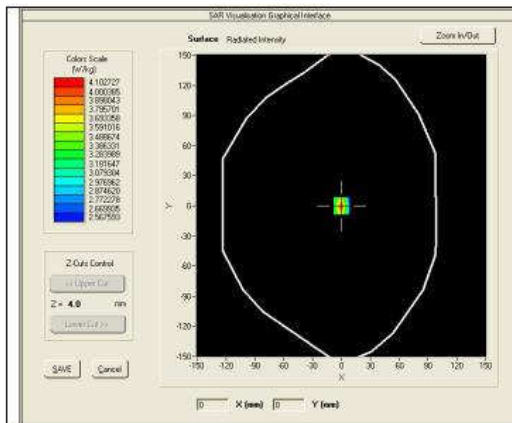 SAR Visualisation Graphical Interface
Surface Radiated Intensity
Zoom In/Out
Colors Scale
(W/kg)
4.102727
4.000385
3.898043
3.795701
3.693358
3.591016
3.488674
3.386331
3.283989
3.181647
3.079304
2.976962
2.874620
2.772278
2.669935
2.567593
Z-Cuts Control
<< Upper Cut
Z = 4.0 mm
Lower Cut >>
SAVE Cancel
150-
120-
90-
60-
30-
0-
-30-
-60-
-90-
-120-
-150-
Y
-150 -120 -90 -60 -30 0 30 60 90 120 150
X
0 X (mm) 0 Y (mm)